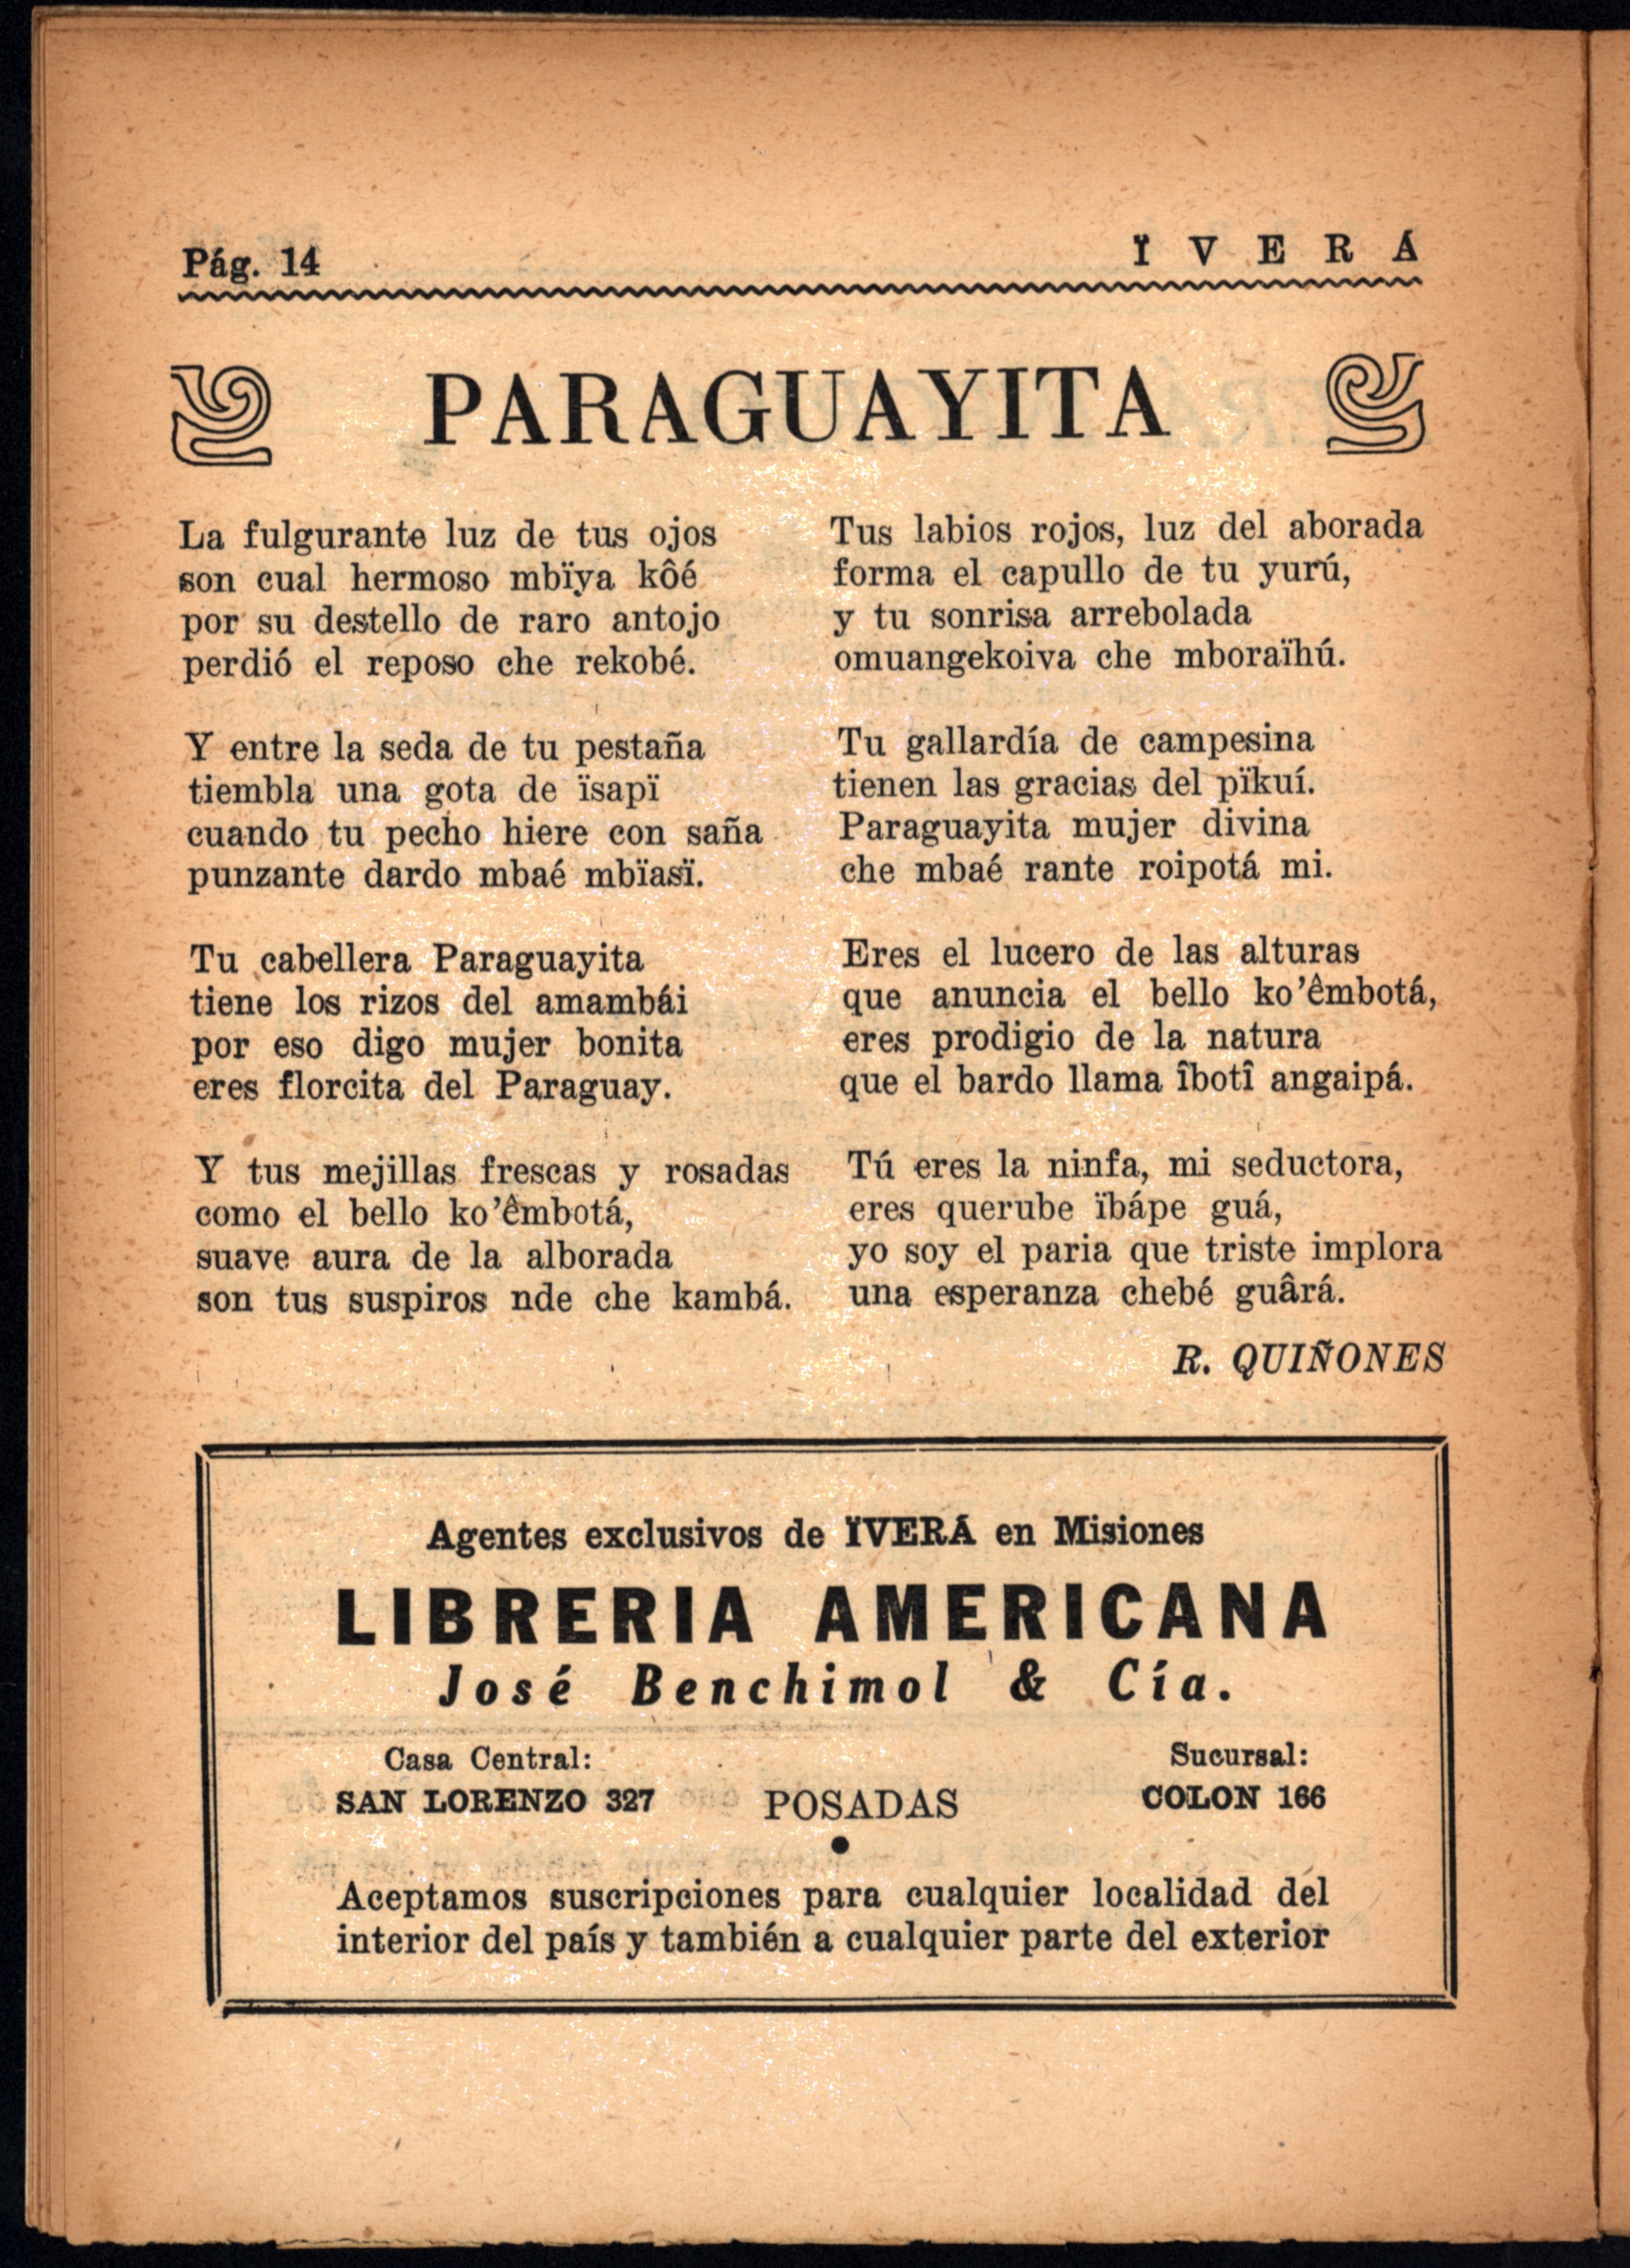 Pág. 14
Ï V E R Á
PARAGUAYITA
La fulgurante luz de tus ojos
son cual hermoso mbïya kôé
por su destello de raro antojo
perdió el reposo che rekobé.
Y entre la seda de tu pestaña
tiembla una gota de ïsapï
cuando tu pecho hiere con saña
punzante dardo mbaé mbïasï.
Tu cabellera Paraguayita
tiene los rizos del amambái
por eso digo mujer bonita
eres florcita del Paraguay.
Y tus mejillas frescas y rosadas
como el bello ko'êmbotá,
suave aura de la alborada
son tus suspiros nde che kambá.
Tus labios rojos, luz del aborada
forma el capullo de tu yurú,
y tu sonrisa arrebolada
omuangekoiva che mboraïhú.
Tu gallardía de campesina
tienen las gracias del pïkuí.
Paraguayita mujer divina
che mbaé rante roipotá mi.
Eres el lucero de las alturas
que anuncia el bello ko'êmbotá,
eres prodigio de la natura
que el bardo llama îbotî angaipá.
Tú eres la ninfa, mi seductora,
eres querube ïbápe guá,
yo soy el paria que triste implora
una esperanza chebé guârá.
R. QUIÑONES
Agentes exclusivos de ÏVERÁ en Misiones
LIBRERIA AMERICANA
José Benchimol & Cía.
Casa Central:
SAN LORENZO 327
POSADAS
Sucursal:
COLON 166
Aceptamos suscripciones para cualquier localidad del
interior del país y también a cualquier parte del exterior